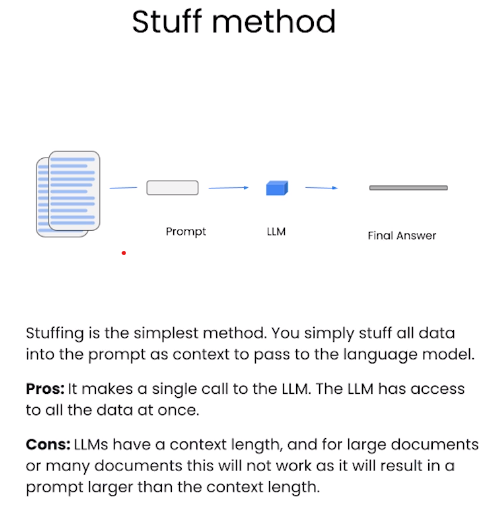 Stuff method
Prompt
LLM
Final Answer
Stuffing is the simplest method. You simply stuff all data
into the prompt as context to pass to the language model.
Pros: It makes a single call to the LLM. The LLM has access
to all the data at once.
Cons: LLMs have a context length, and for large documents
or many documents this will not work as it will result in a
prompt larger than the context length.